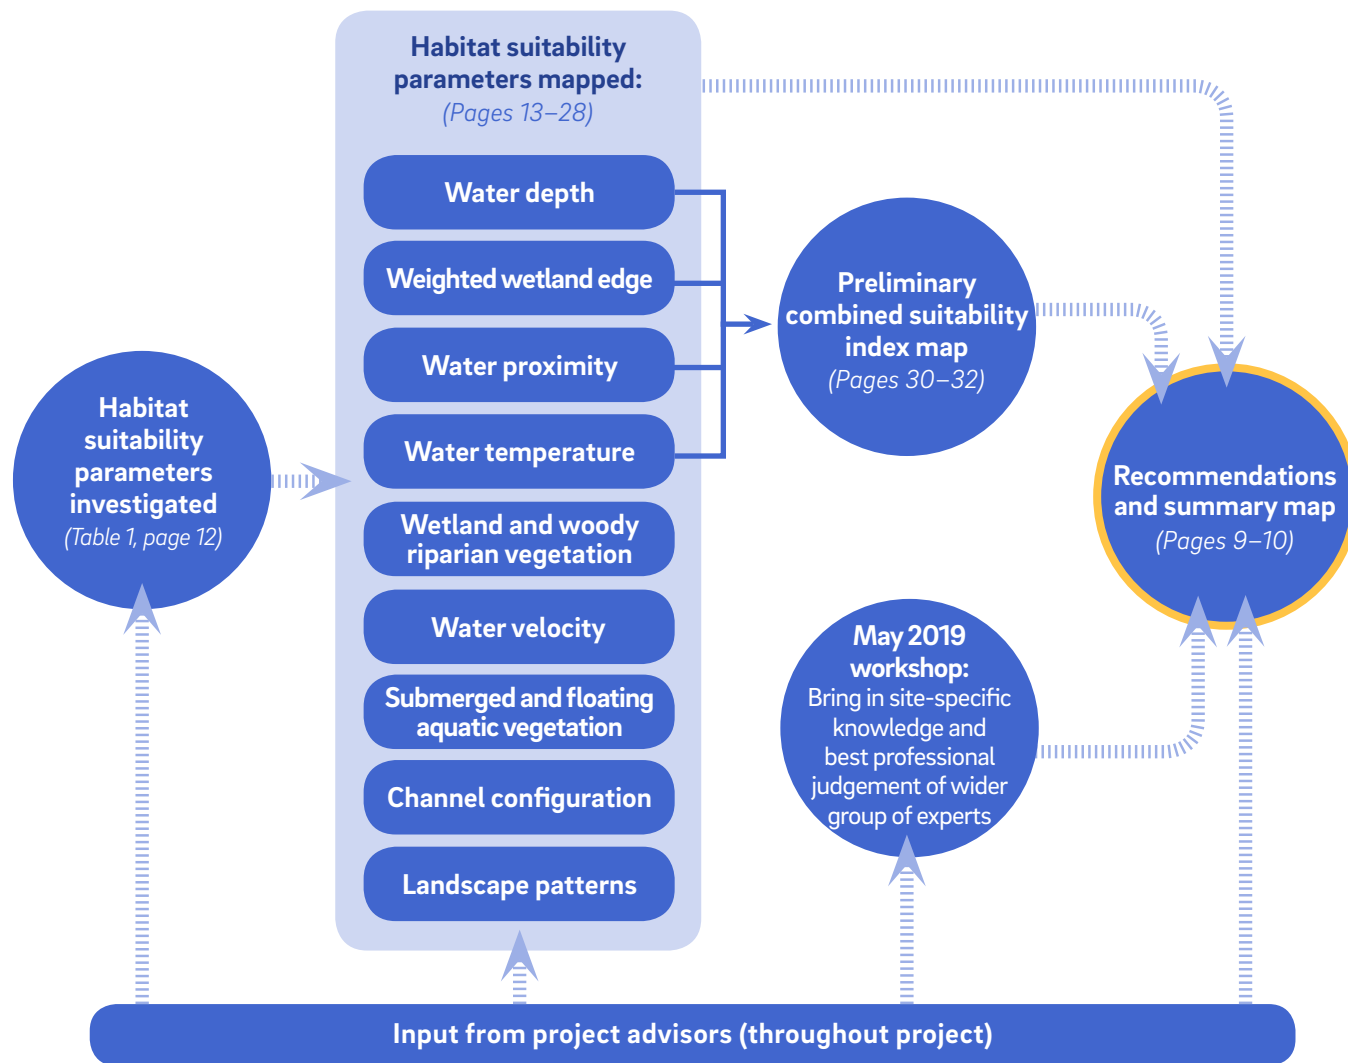 Habitat suitability
parameters mapped:
(Pages 13–28)
Water depth
Weighted wetland edge
Water proximity
Water temperature
Wetland and woody
riparian vegetation
Water velocity
Submerged and floating
aquatic vegetation
Channel configuration
Landscape patterns
Habitat
suitability
parameters
investigated
(Table 1, page 12)
Preliminary
combined suitability
index map
(Pages 30–32)
May 2019
workshop:
Bring in site-specific
knowledge and
best professional
judgement of wider
group of experts
Recommendations
and summary map
(Pages 9–10)
Input from project advisors (throughout project)